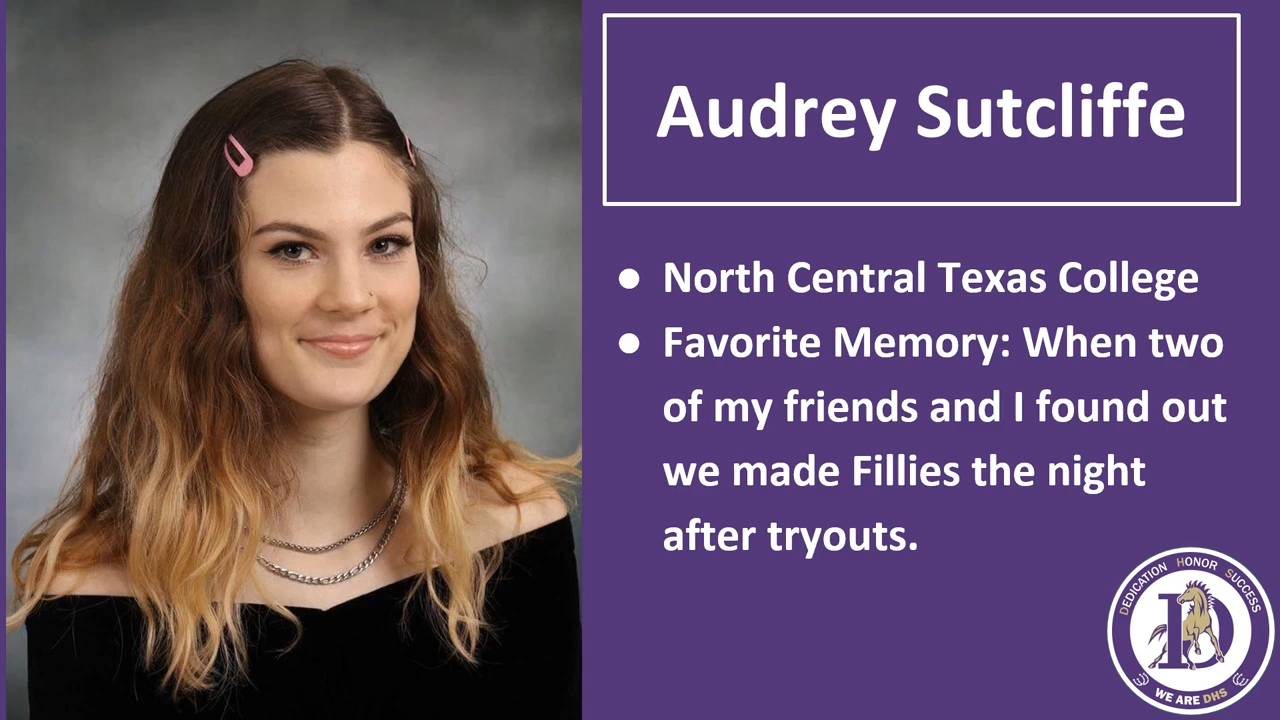 Audrey Sutcliffe
● North Central Texas College
● Favorite Memory: When two
of my friends and I found out
we made Fillies the night
after tryouts.
DEDICATION HONOR SUCCESS
D
WE ARE DHS